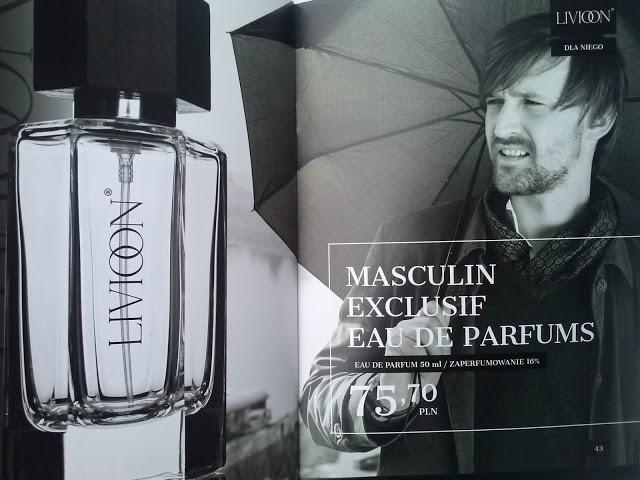 LIVIOON®
LIVIOON®
DLA NIEGO
MASCULIN
EXCLUSIF
EAU DE PARFUMS
EAU DE PARFUM 50 ml / ZAPERFUMOWANIE 16%
75,70
PLN
43